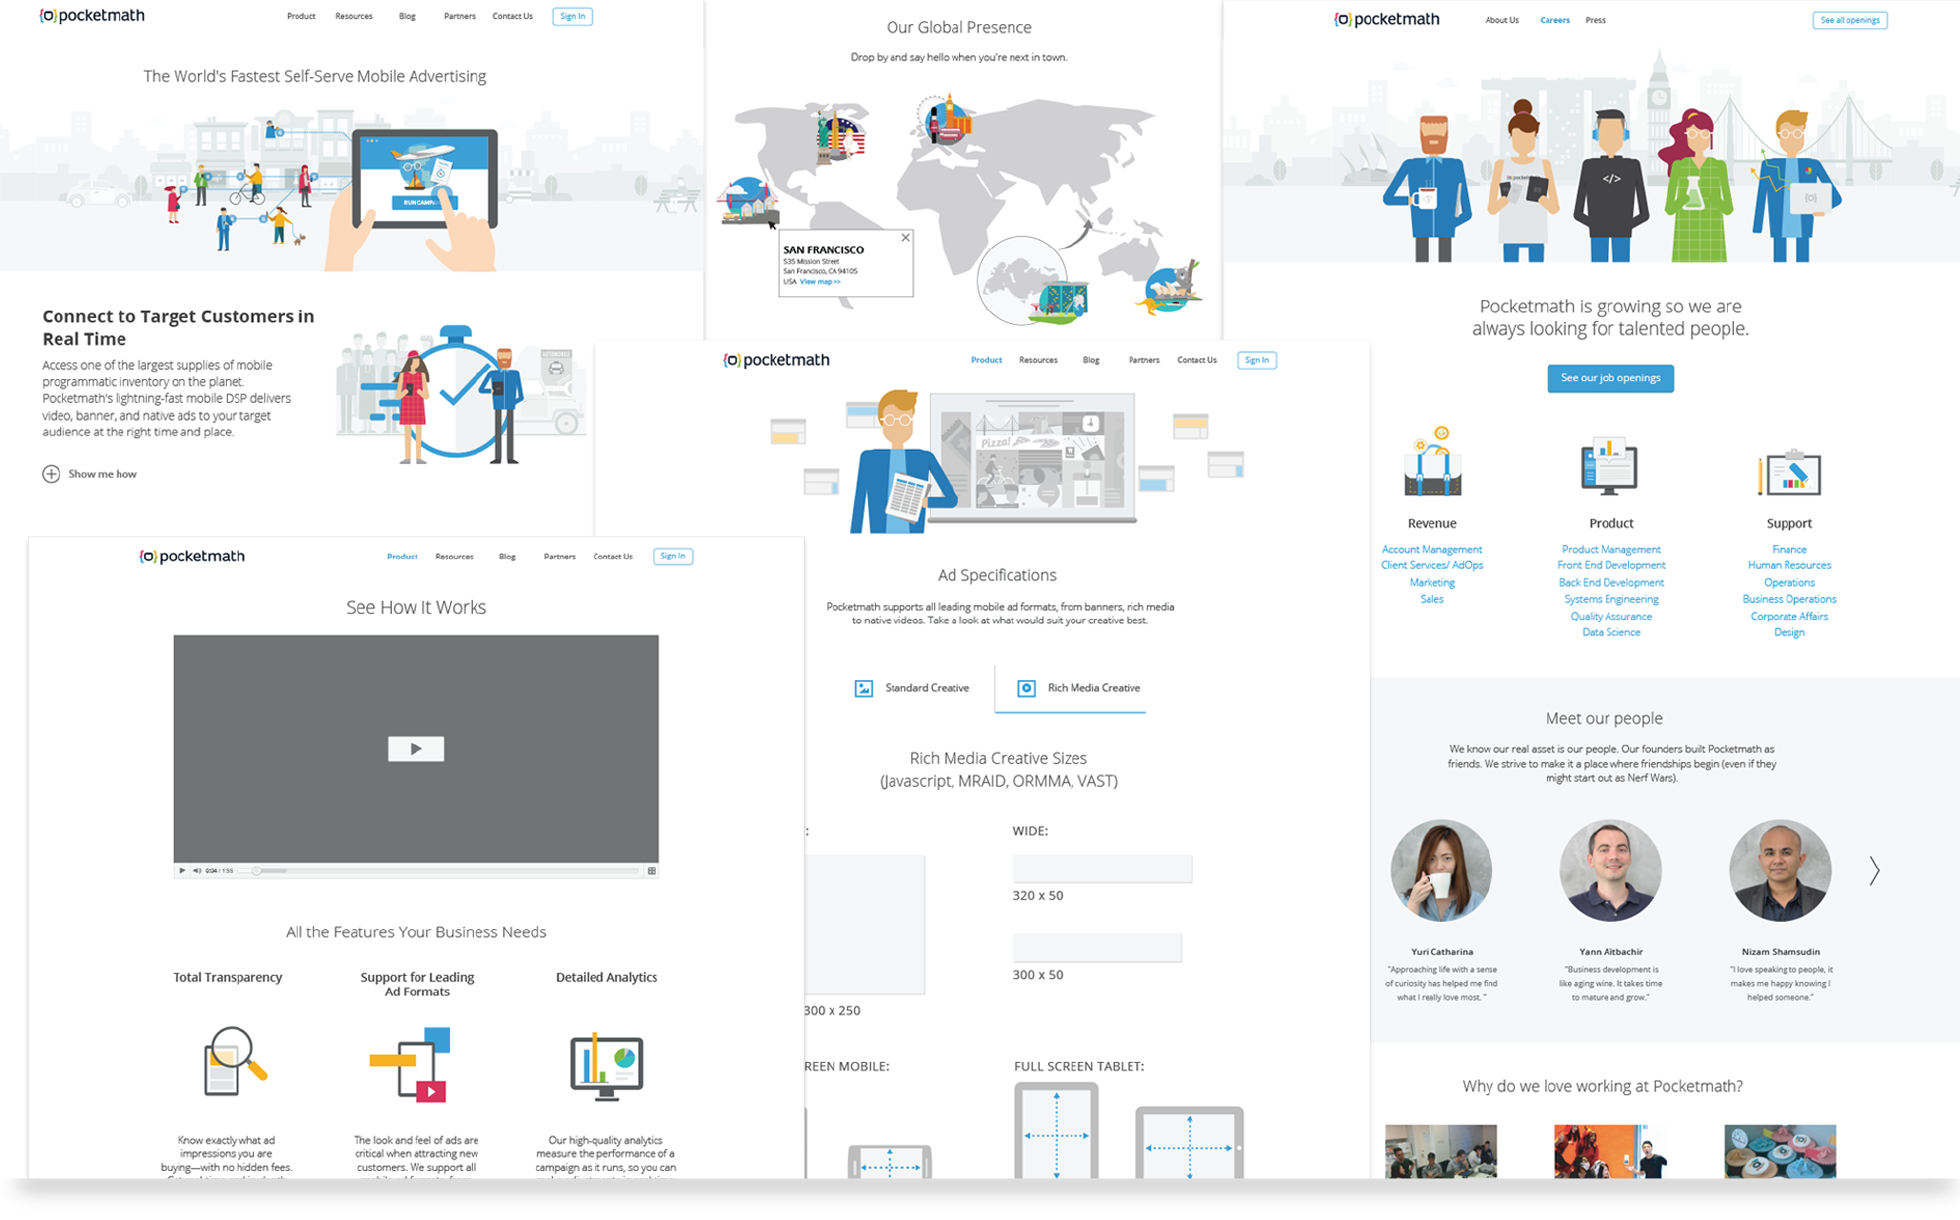 pocketmath
Product Resources Blog Partners Contact Us Sign In
The World's Fastest Self-Serve Mobile Advertising
Connect to Target Customers in
Real Time
Access one of the largest supplies of mobile
programmatic inventory on the planet.
Pocketmath's lightning-fast mobile DSP delivers
video, banner, and native ads to your target
audience at the right time and place.
Show me how
AUTOMOBILE
Our Global Presence
Drop by and say hello when you're next in town.
SAN FRANCISCO
535 Mission Street
San Francisco, CA 94105
USA View map >>
pocketmath
About Us Careers Press See all openings
</>
Pocketmath is growing so we are
always looking for talented people.
See our job openings
Revenue
Account Management
Client Services/ AdOps
Marketing
Sales
Product
Product Management
Front End Development
Back End Development
Systems Engineering
Quality Assurance
Data Science
Support
Finance
Human Resources
Operations
Business Operations
Corporate Affairs
Design
Meet our people
We know our real asset is our people. Our founders built Pocketmath as
friends. We strive to make it a place where friendships begin (even if they
might start out as Nerf Wars).
Yuri Catharina
"Approaching life with a sense
of curiosity has helped me find
what I really love most. "
Yann Aïtbachir
"Business development is
like aging wine. It takes time
to mature and grow."
Nizam Shamsudin
"I love speaking to people, it
makes me happy knowing I
helped someone."
Why do we love working at Pocketmath?
pocketmath
Product Resources Blog Partners Contact Us Sign In
Pizza!
Ad Specifications
Pocketmath supports all leading mobile ad formats, from banners, rich media
to native videos. Take a look at what would suit your creative best.
Standard Creative
Rich Media Creative
Rich Media Creative Sizes
(Javascript, MRAID, ORMMA, VAST)
:
300 x 250
WIDE:
320 x 50
300 x 50
REEN MOBILE:
FULL SCREEN TABLET:
pocketmath
Product Resources Blog Partners Contact Us Sign In
See How It Works
0:04 / 1:55
All the Features Your Business Needs
Total Transparency
Know exactly what ad
impressions you are
buying—with no hidden fees.
Support for Leading
Ad Formats
The look and feel of ads are
critical when attracting new
customers. We support all
Detailed Analytics
Our high-quality analytics
measure the performance of a
campaign as it runs, so you can